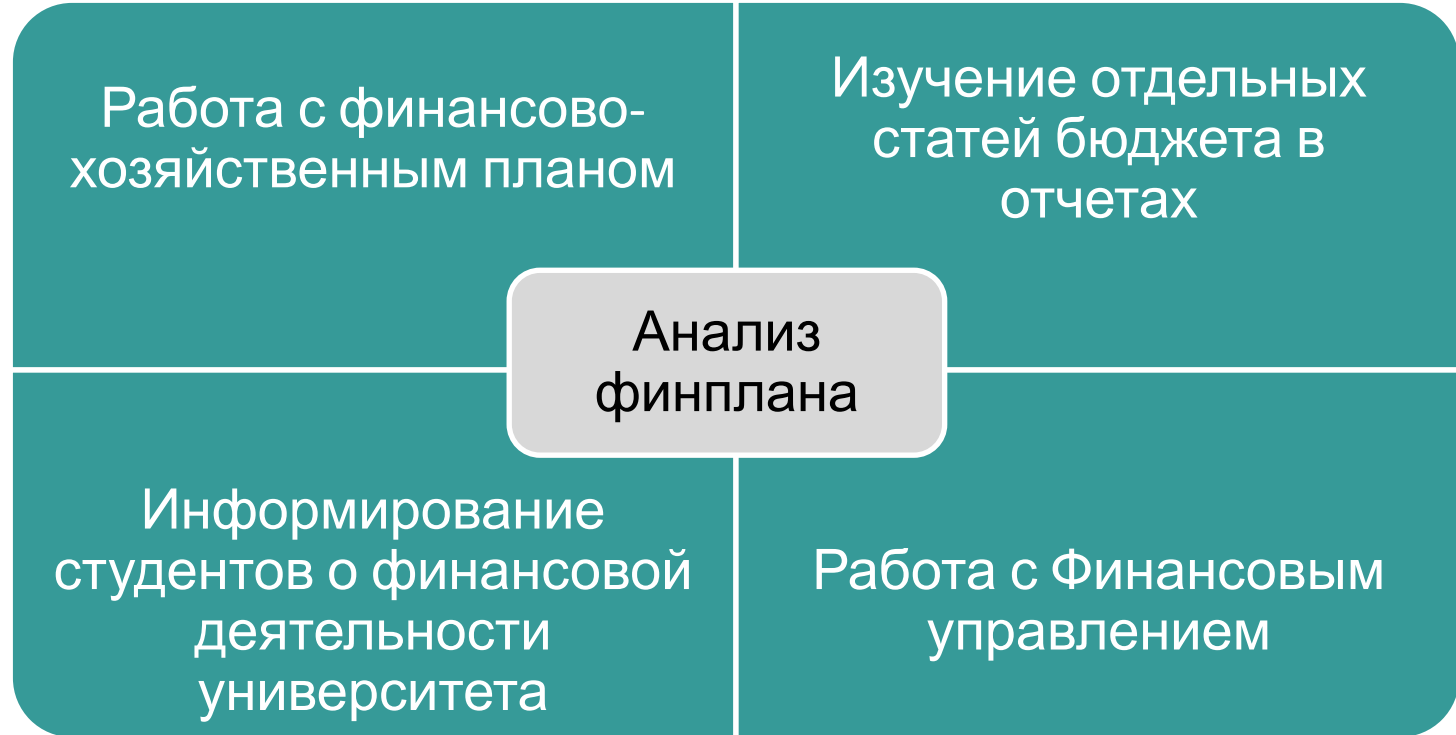 Работа с финансово-
хозяйственным планом
Изучение отдельных
статей бюджета в
отчетах
Анализ
финплана
Информирование
студентов о финансовой
деятельности
университета
Работа с Финансовым
управлением